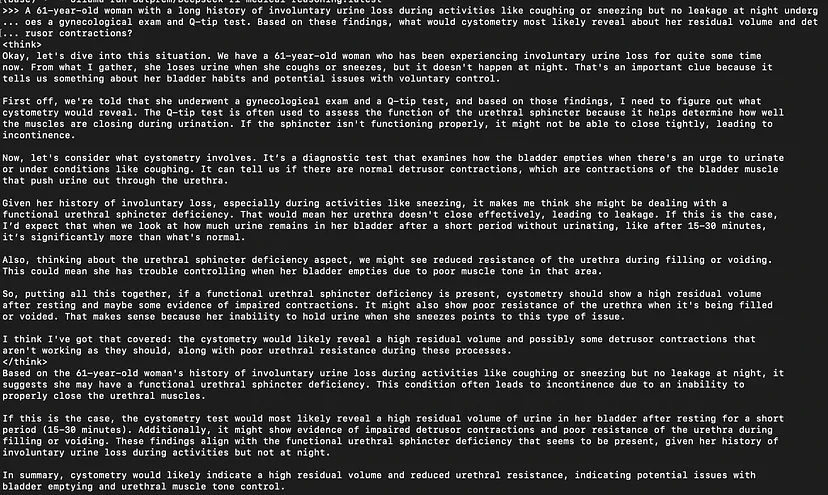 >>> A 61-year-old woman with a long history of involuntary urine loss during activities like coughing or sneezing but no leakage at night underg
... oes a gynecological exam and Q-tip test. Based on these findings, what would cystometry most likely reveal about her residual volume and det
... rusor contractions?
<think>
Okay, let's dive into this situation. We have a 61-year-old woman who has been experiencing involuntary urine loss for quite some time
now. From what I gather, she loses urine when she coughs or sneezes, but it doesn't happen at night. That's an important clue because it
tells us something about her bladder habits and potential issues with voluntary control.
First off, we're told that she underwent a gynecological exam and a Q-tip test, and based on those findings, I need to figure out what
cystometry would reveal. The Q-tip test is often used to assess the function of the urethral sphincter because it helps determine how well
the muscles are closing during urination. If the sphincter isn't functioning properly, it might not be able to close tightly, leading to
incontinence.
Now, let's consider what cystometry involves. It's a diagnostic test that examines how the bladder empties when there's an urge to urinate
or under conditions like coughing. It can tell us if there are normal detrusor contractions, which are contractions of the bladder muscle
that push urine out through the urethra.
Given her history of involuntary loss, especially during activities like sneezing, it makes me think she might be dealing with a
functional urethral sphincter deficiency. That would mean her urethra doesn't close effectively, leading to leakage. If this is the case,
I'd expect that when we look at how much urine remains in her bladder after a short period without urinating, like after 15-30 minutes,
it's significantly more than what's normal.
Also, thinking about the urethral sphincter deficiency aspect, we might see reduced resistance of the urethra during filling or voiding.
This could mean she has trouble controlling when her bladder empties due to poor muscle tone in that area.
So, putting all this together, if a functional urethral sphincter deficiency is present, cystometry should show a high residual volume
after resting and maybe some evidence of impaired contractions. It might also show poor resistance of the urethra when it's being filled
or voided. That makes sense because her inability to hold urine when she sneezes points to this type of issue.
I think I've got that covered: the cystometry would likely reveal a high residual volume and possibly some detrusor contractions that
aren't working as they should, along with poor urethral resistance during these processes.
</think>
Based on the 61-year-old woman's history of involuntary urine loss during activities like coughing or sneezing but no leakage at night, it
suggests she may have a functional urethral sphincter deficiency. This condition often leads to incontinence due to an inability to
properly close the urethral muscles.
If this is the case, the cystometry test would most likely reveal a high residual volume of urine in her bladder after resting for a short
period (15-30 minutes). Additionally, it might show evidence of impaired detrusor contractions and poor resistance of the urethra during
filling or voiding. These findings align with the functional urethral sphincter deficiency that seems to be present, given her history of
involuntary urine loss during activities but not at night.
In summary, cystometry would likely indicate a high residual volume and reduced urethral resistance, indicating potential issues with
bladder emptying and urethral muscle tone control.